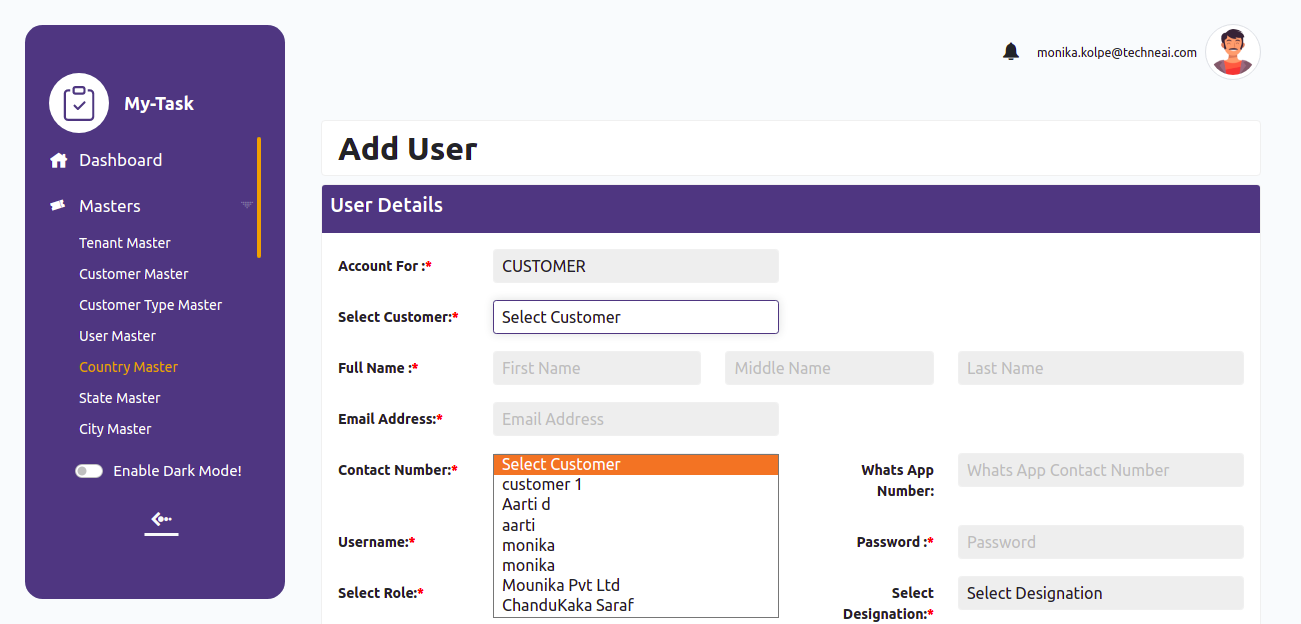 monika.kolpe@techneai.com
My-Task
Dashboard
Masters
Tenant Master
Customer Master
Customer Type Master
User Master
Country Master
State Master
City Master
Enable Dark Mode!
Add User
User Details
Account For :* CUSTOMER
Select Customer:* Select Customer
Full Name :* First Name Middle Name Last Name
Email Address:* Email Address
Contact Number:*
Select Customer
customer 1
Aarti d
aarti
monika
monika
Mounika Pvt Ltd
ChanduKaka Saraf
Whats App
Number:
Whats App Contact Number
Username:*
Password :* Password
Select Role:*
Select
Designation:*
Select Designation